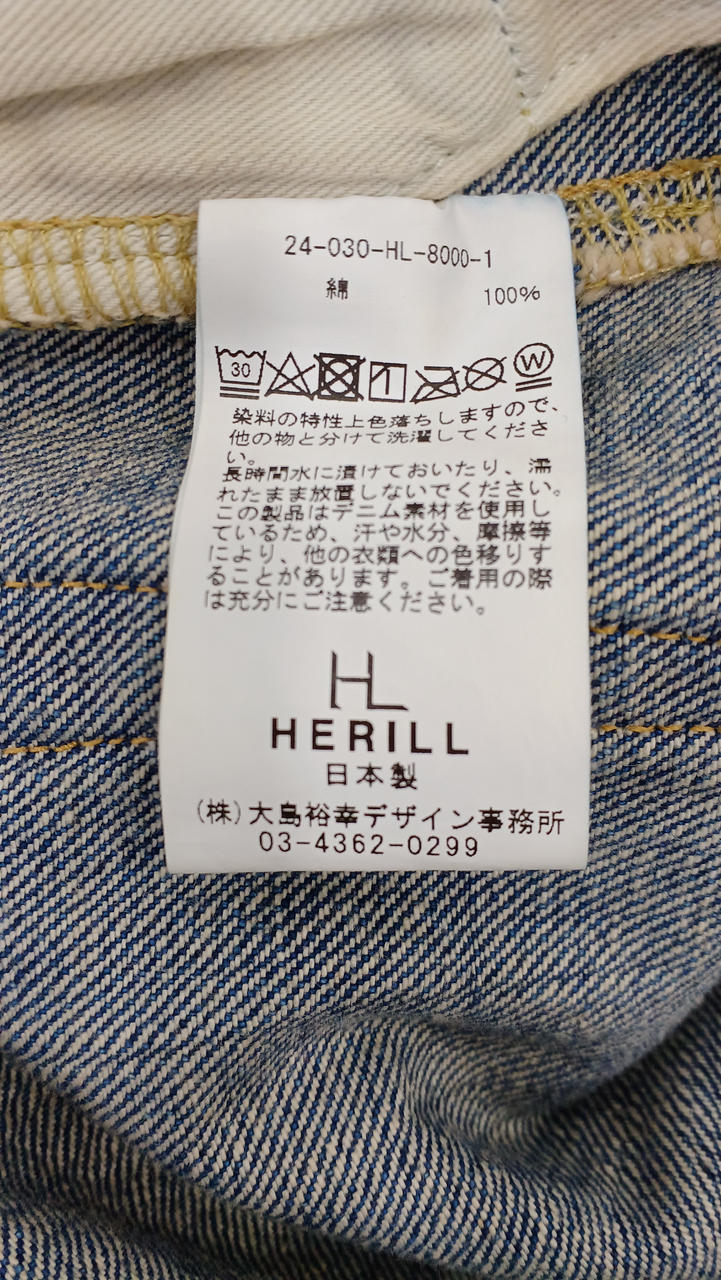 24-030-HL-8000-1
綿 100%
30
W
染料の特性上色落ちしますので、
他の物と分けて洗濯してくださ
い。
長時間水に漬けておいたり、濡
れたまま放置しないでください。
この製品はデニム素材を使用し
ているため、汗や水分、摩擦等
により、他の衣類への色移りす
ることがあります。ご着用の際
は充分にご注意ください。
HL
HERILL
日本製
(株)大島裕幸デザイン事務所
03-4362-0299